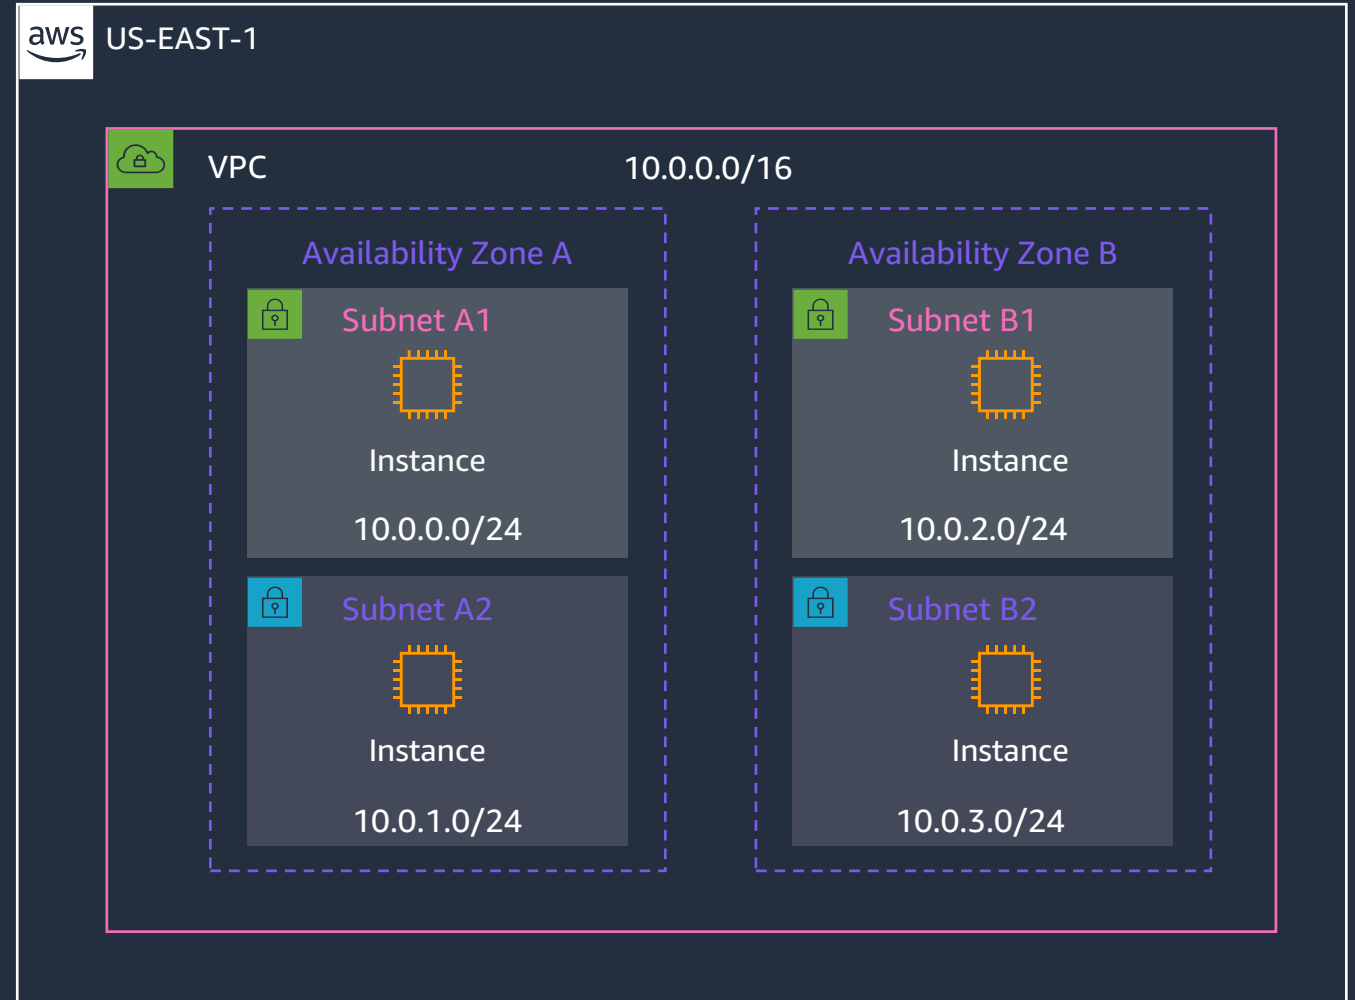 aws
US-EAST-1
VPC
10.0.0.0/16
Availability Zone A
Subnet A1
Instance
10.0.0.0/24
Subnet A2
Instance
10.0.1.0/24
Availability Zone B
Subnet B1
Instance
10.0.2.0/24
Subnet B2
Instance
10.0.3.0/24